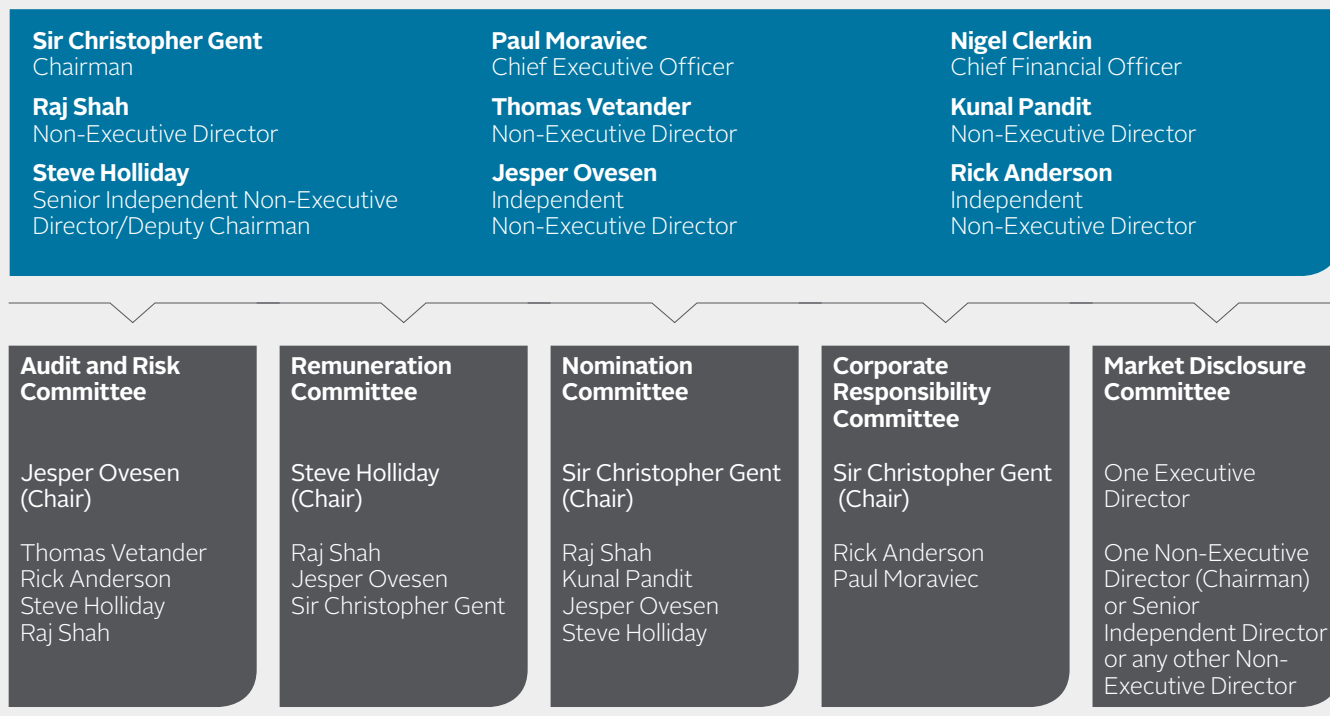 Sir Christopher Gent
Chairman
Paul Moraviec
Chief Executive Officer
Nigel Clerkin
Chief Financial Officer
Raj Shah
Non-Executive Director
Thomas Vetander
Non-Executive Director
Kunal Pandit
Non-Executive Director
Steve Holliday
Senior Independent Non-Executive
Director/Deputy Chairman
Jesper Ovesen
Independent
Non-Executive Director
Rick Anderson
Independent
Non-Executive Director
Audit and Risk
Committee
Jesper Ovesen
(Chair)
Thomas Vetander
Rick Anderson
Steve Holliday
Raj Shah
Remuneration
Committee
Steve Holliday
(Chair)
Raj Shah
Jesper Ovesen
Sir Christopher Gent
Nomination
Committee
Sir Christopher Gent
(Chair)
Raj Shah
Kunal Pandit
Jesper Ovesen
Steve Holliday
Corporate
Responsibility
Committee
Sir Christopher Gent
(Chair)
Rick Anderson
Paul Moraviec
Market Disclosure
Committee
One Executive
Director
One Non-Executive
Director (Chairman)
or Senior
Independent Director
or any other Non-
Executive Director